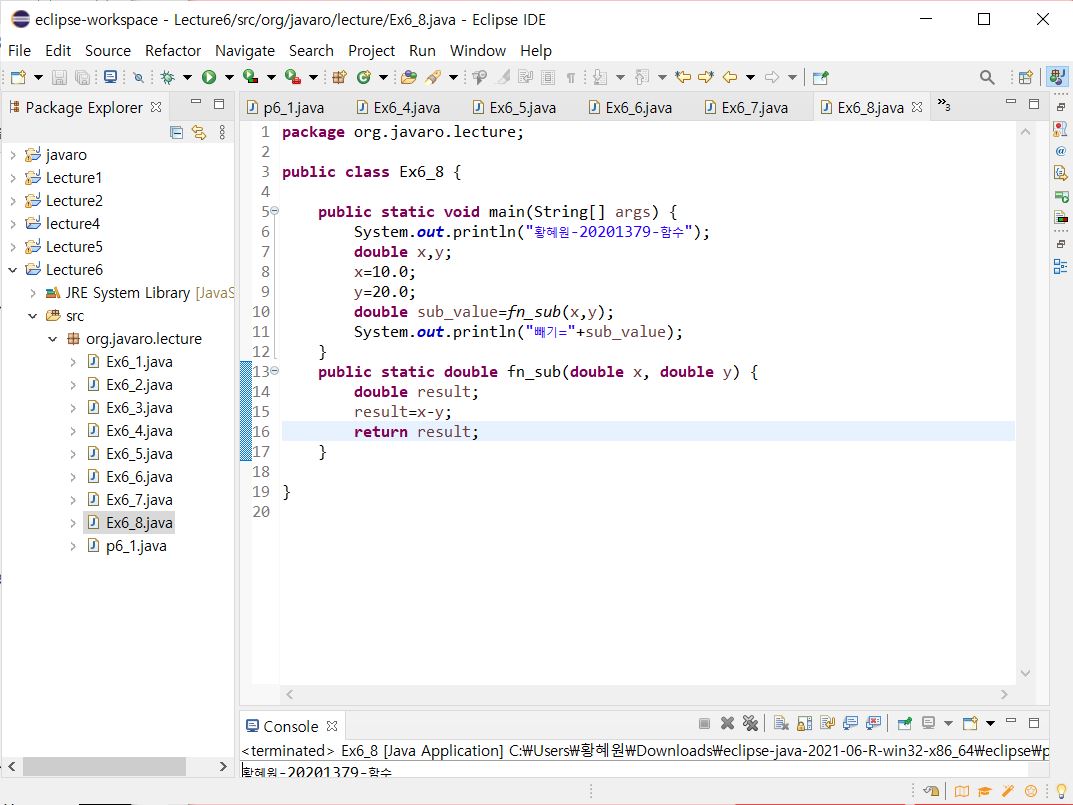 eclipse-workspace - Lecture6/src/org/javaro/lecture/Ex6_8.java - Eclipse IDE
File Edit Source Refactor Navigate Search Project Run Window Help
Package Explorer
p6_1.java Ex6_4.java Ex6_5.java Ex6_6.java Ex6_7.java Ex6_8.java »3
javaro
Lecture1
Lecture2
lecture4
Lecture5
Lecture6
JRE System Library [JavaS
src
org.javaro.lecture
Ex6_1.java
Ex6_2.java
Ex6_3.java
Ex6_4.java
Ex6_5.java
Ex6_6.java
Ex6_7.java
Ex6_8.java
p6_1.java
1 package org.javaro.lecture;
2
3 public class Ex6_8 {
4
5 public static void main(String[] args) {
6 System.out.println("황혜원-20201379-함수");
7 double x,y;
8 x=10.0;
9 y=20.0;
10 double sub_value=fn_sub(x,y);
11 System.out.println("빼기="+sub_value);
12 }
13 public static double fn_sub(double x, double y) {
14 double result;
15 result=x-y;
16 return result;
17 }
18
19 }
20
Console
<terminated> Ex6_8 [Java Application] C:₩Users₩황혜원₩Downloads₩eclipse-java-2021-06-R-win32-x86_64₩eclipse₩p
황혜원-20201379-함수